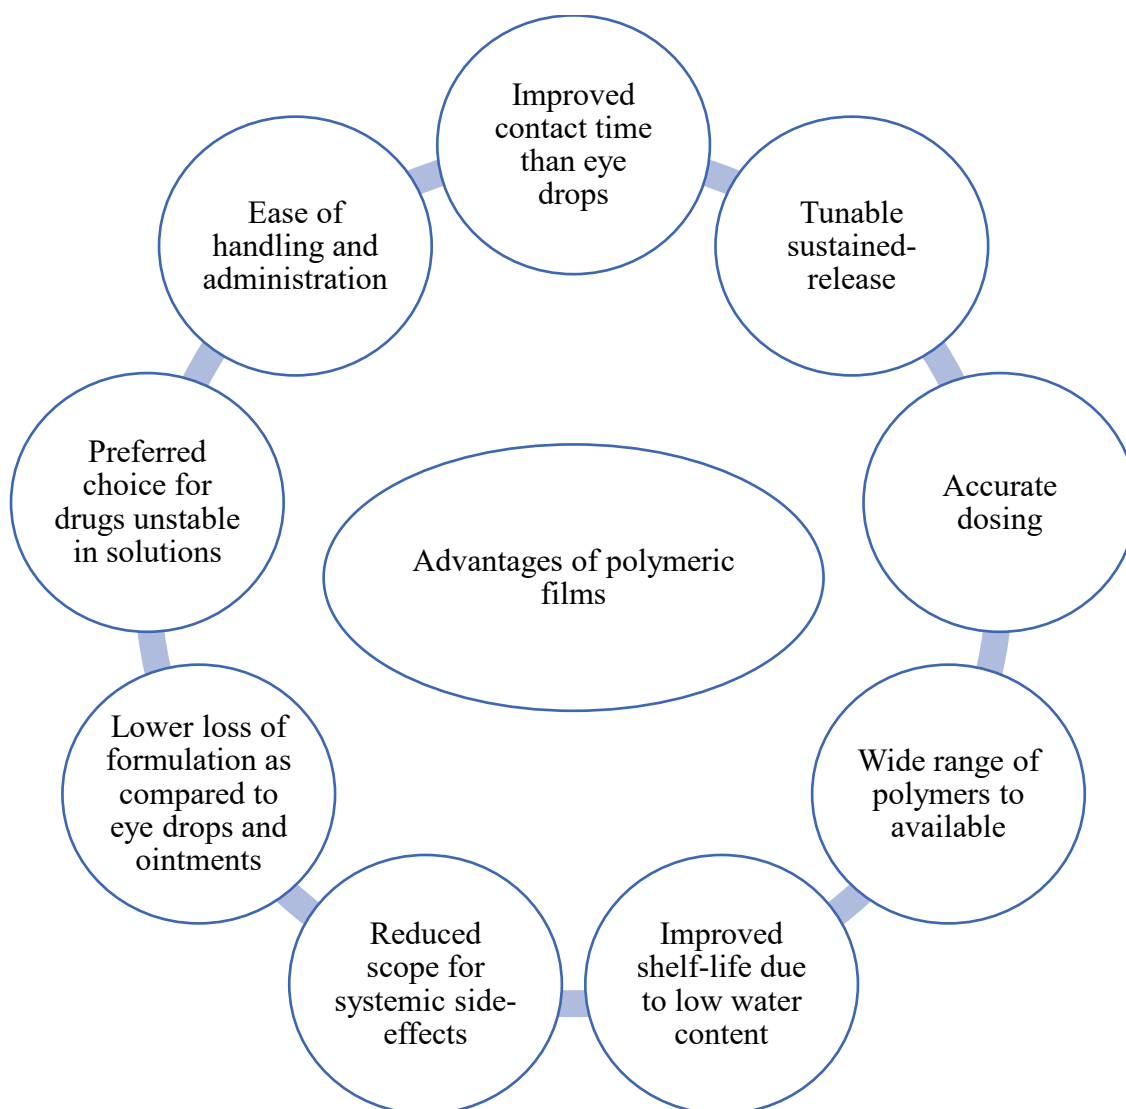 Improved
contact time
than eye
drops
Tunable
sustained-
release
Accurate
dosing
Wide range of
polymers to
available
Improved
shelf-life due
to low water
content
Reduced
scope for
systemic side-
effects
Lower loss of
formulation as
compared to
eye drops and
ointments
Preferred
choice for
drugs unstable
in solutions
Ease of
handling and
administration
Advantages of polymeric
films